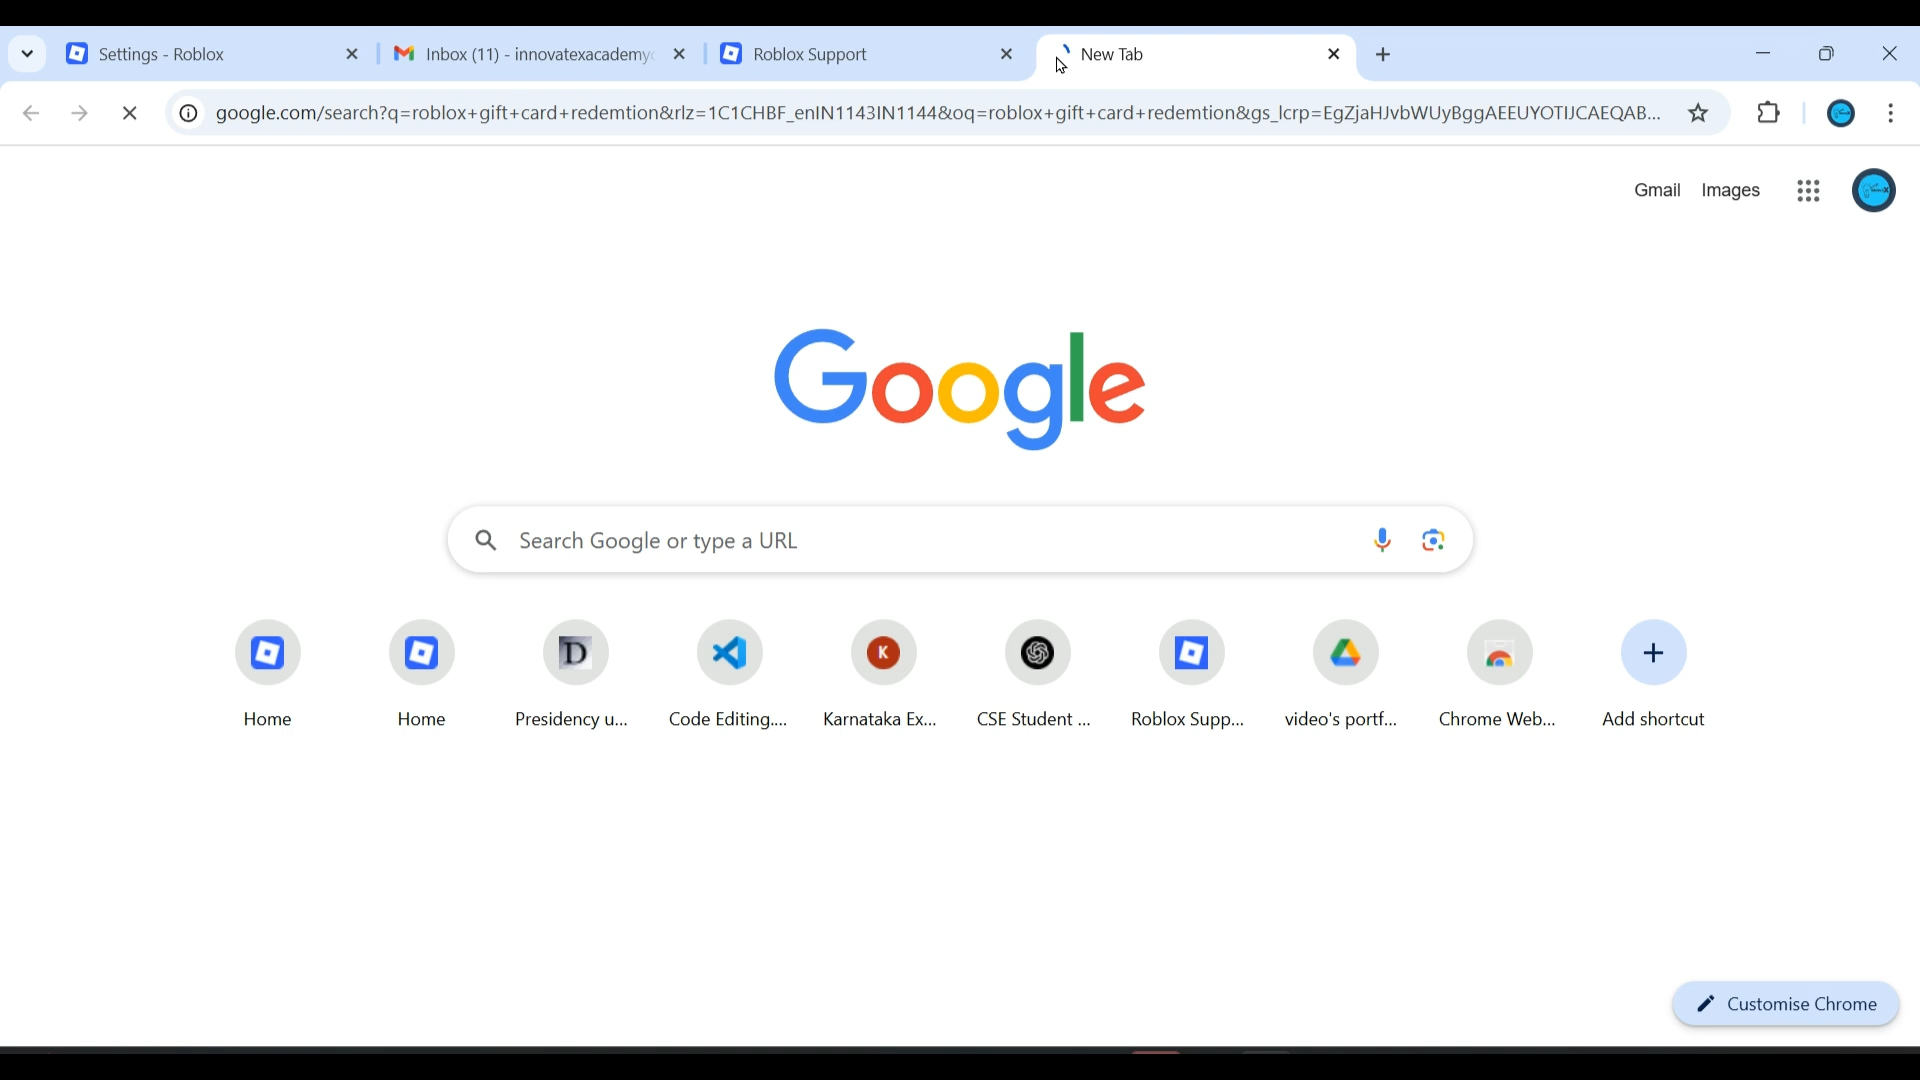 Settings - Roblox
Inbox (11) - innovatexacademy
Roblox Support
New Tab
google.com/search?q=roblox+gift+card+redemtion&rlz=1C1CHBF_enIN1143IN1144&oq=roblox+gift+card+redemtion&gs_lcrp=EgZjaHJvbWUyBggAEEUYOTIJCAEQAB...
Gmail Images
Google
Search Google or type a URL
Home Home Presidency u... Code Editing.... Karnataka Ex... CSE Student ... Roblox Supp... video's portf... Chrome Web... Add shortcut
Customise Chrome